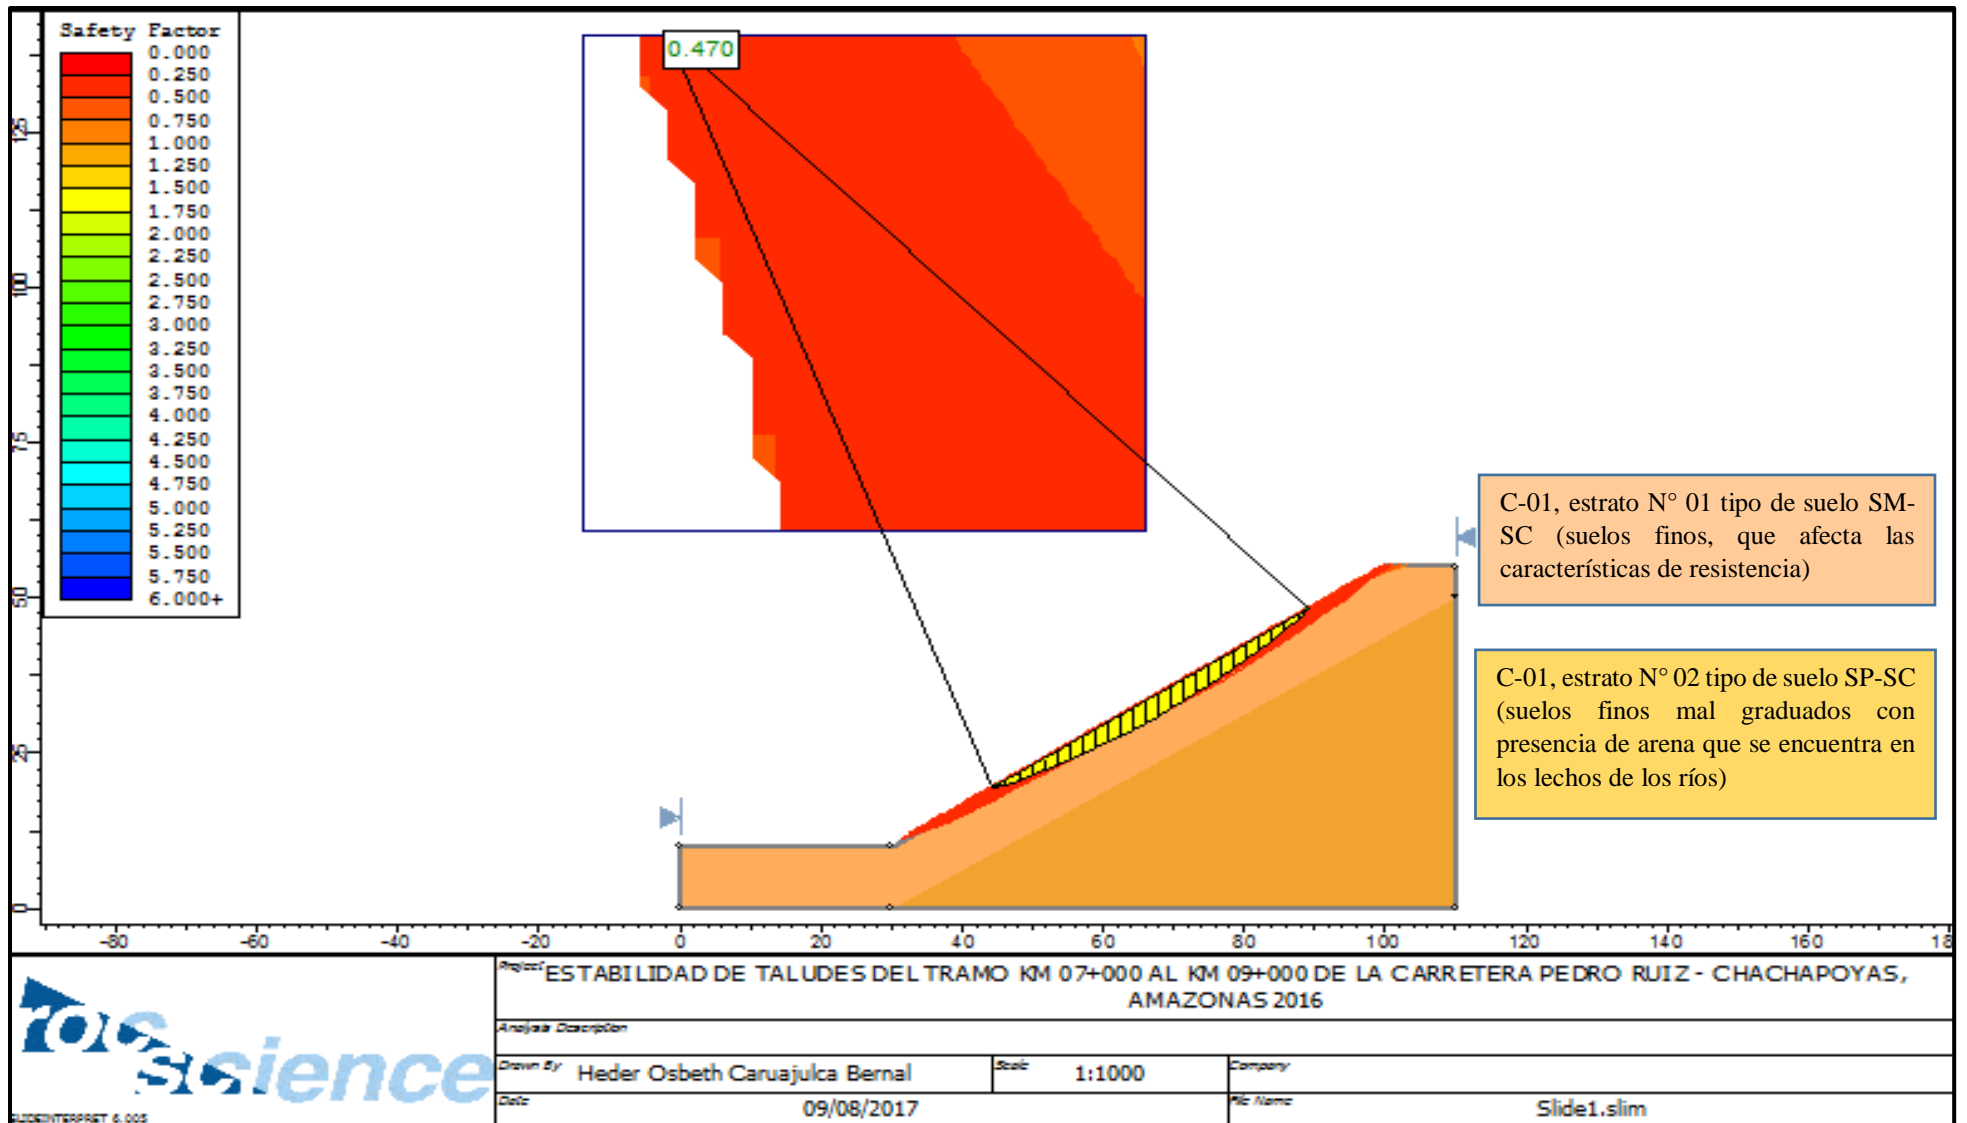 Safety Factor
0.000
0.250
0.500
0.750
1.000
1.250
1.500
1.750
2.000
2.250
2.500
2.750
3.000
3.250
3.500
3.750
4.000
4.250
4.500
4.750
5.000
5.250
5.500
5.750
6.000+
0.470
125
100
75
50
25
0
-80 -60 -40 -20 0 20 40 60 80 100 120 140 160 18
C-01, estrato N° 01 tipo de suelo SM-
SC (suelos finos, que afecta las
características de resistencia)
C-01, estrato N° 02 tipo de suelo SP-SC
(suelos finos mal graduados con
presencia de arena que se encuentra en
los lechos de los ríos)
Project
ESTABILIDAD DE TALUDES DEL TRAMO KM 07+000 AL KM 09+000 DE LA CARRETERA PEDRO RUIZ - CHACHAPOYAS,
AMAZONAS 2016
Analysis Description
Drawn By Heder Osbeth Caruajulca Bernal
Scale 1:1000
Company
Date 09/08/2017
File Name Slide1.slim
rocscience
SLIDEINTERPRET 6.005